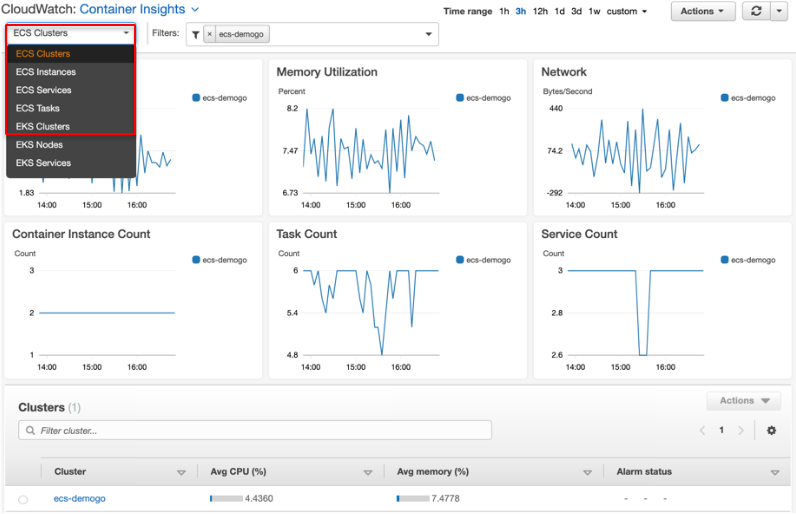 CloudWatch: Container Insights
Time range 1h 3h 12h 1d 3d 1w custom
Actions
ECS Clusters
Filters:
× ecs-demogo
ECS Clusters
ECS Instances
ECS Services
ECS Tasks
EKS Clusters
EKS Nodes
EKS Services
ecs-demogo
1.83
14:00 15:00 16:00
Memory Utilization
Percent
ecs-demogo
8.2
7.47
6.73
14:00 15:00 16:00
Network
Bytes/Second
ecs-demogo
440
74.2
-292
14:00 15:00 16:00
Container Instance Count
Count
ecs-demogo
3
2
1
14:00 15:00 16:00
Task Count
Count
ecs-demogo
6
5.4
4.8
14:00 15:00 16:00
Service Count
Count
ecs-demogo
3
2.8
2.6
14:00 15:00 16:00
Clusters (1)
Actions
Filter cluster...
< 1 >
Cluster Avg CPU (%) Avg memory (%) Alarm status
ecs-demogo 4.4360 7.4778 - - -